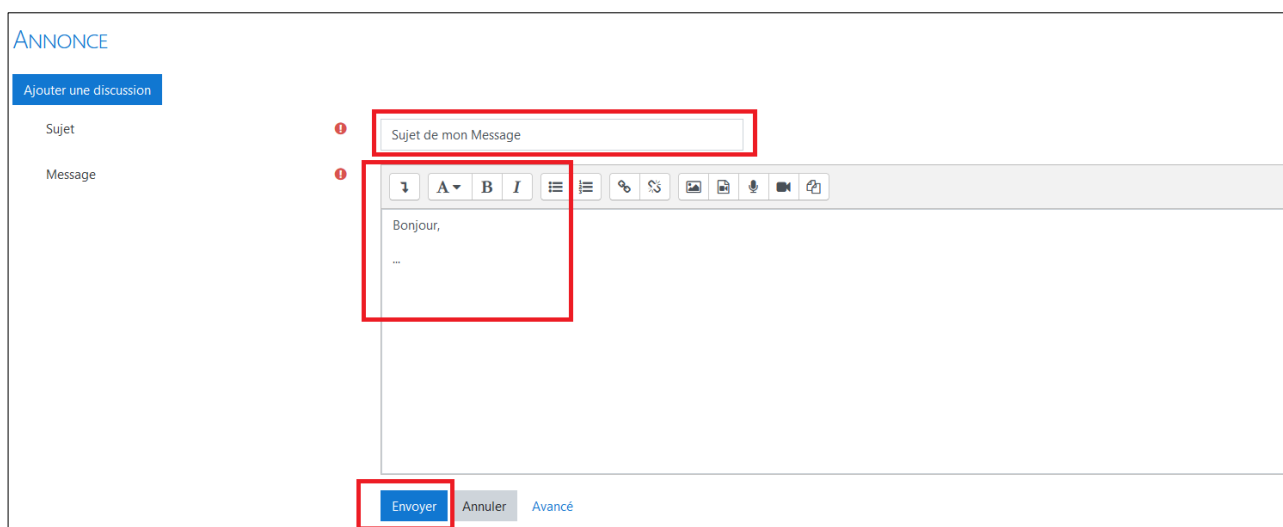 ANNONCE
Ajouter une discussion
Sujet
Sujet de mon Message
Message
A B I
Bonjour,
...
Envoyer Annuler Avancé